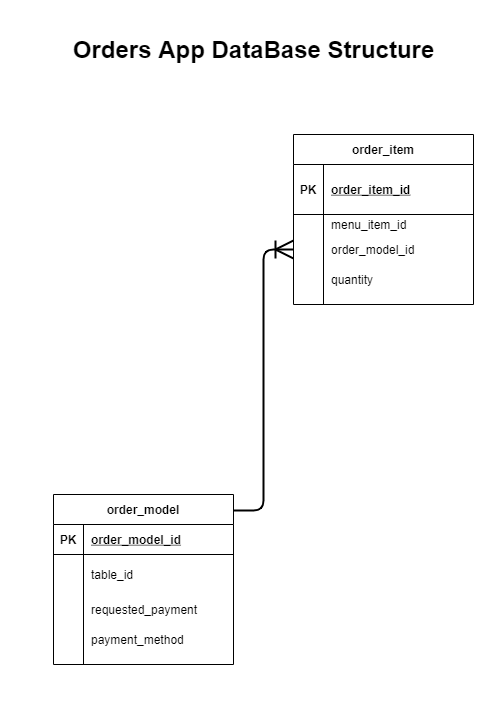 Orders App DataBase Structure
order_item
PK order_item_id
menu_item_id
order_model_id
quantity
order_model
PK order_model_id
table_id
requested_payment
payment_method